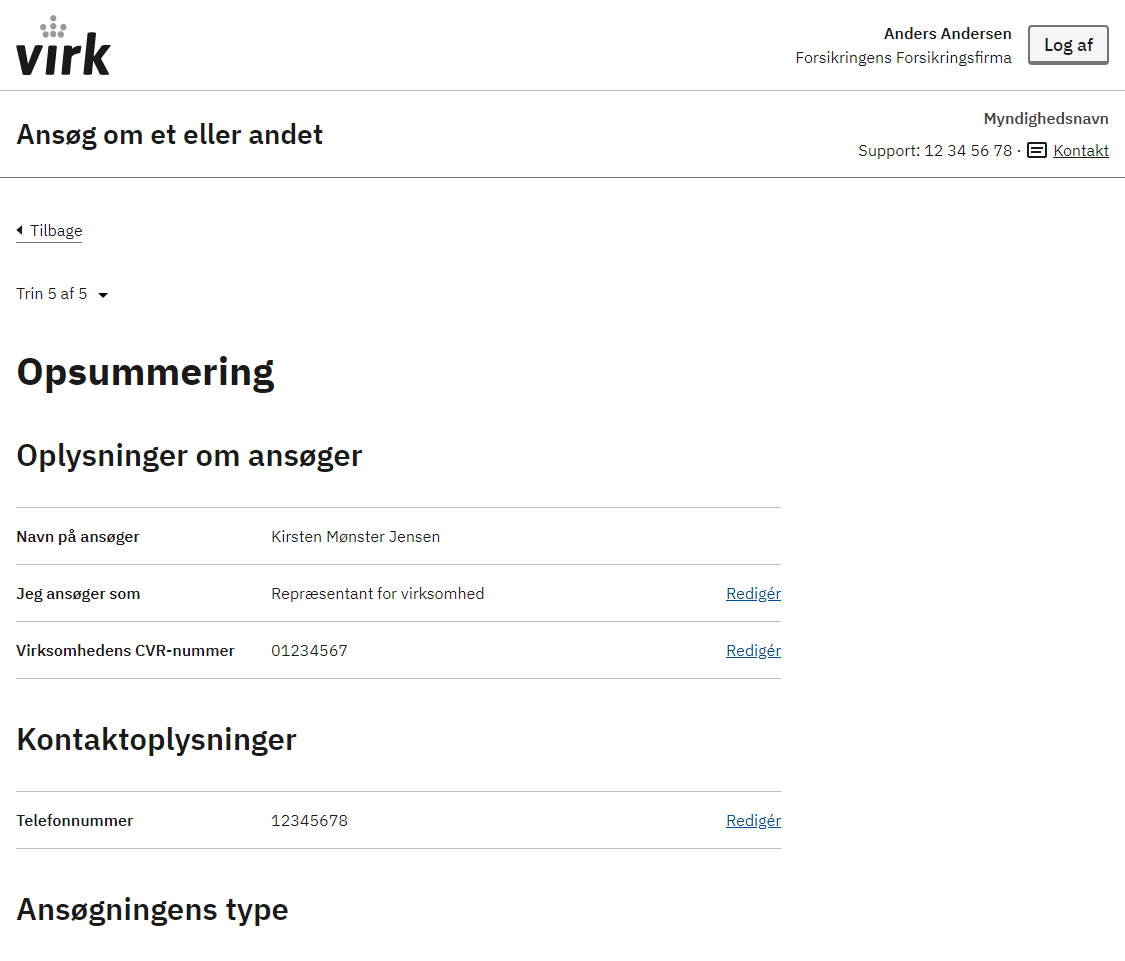 virk
Anders Andersen
Forsikringens Forsikringsfirma
Log af
Ansøg om et eller andet
Myndighedsnavn
Support: 12 34 56 78 · Kontakt
Tilbage
Trin 5 af 5
Opsummering
Oplysninger om ansøger
Navn på ansøger Kirsten Mønster Jensen
Jeg ansøger som Repræsentant for virksomhed Redigér
Virksomhedens CVR-nummer 01234567 Redigér
Kontaktoplysninger
Telefonnummer 12345678 Redigér
Ansøgningens type